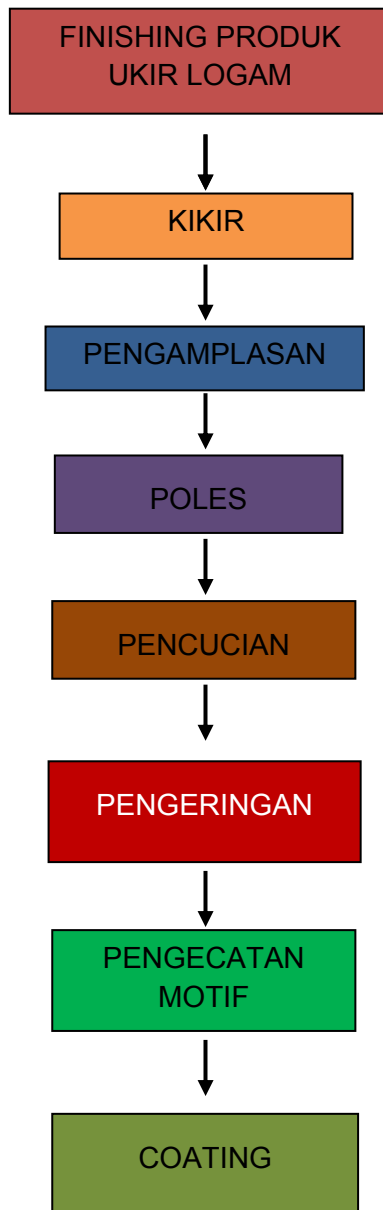 FINISHING PRODUK
UKIR LOGAM
KIKIR
PENGAMPLASAN
POLES
PENCUCIAN
PENGERINGAN
PENGECATAN
MOTIF
COATING